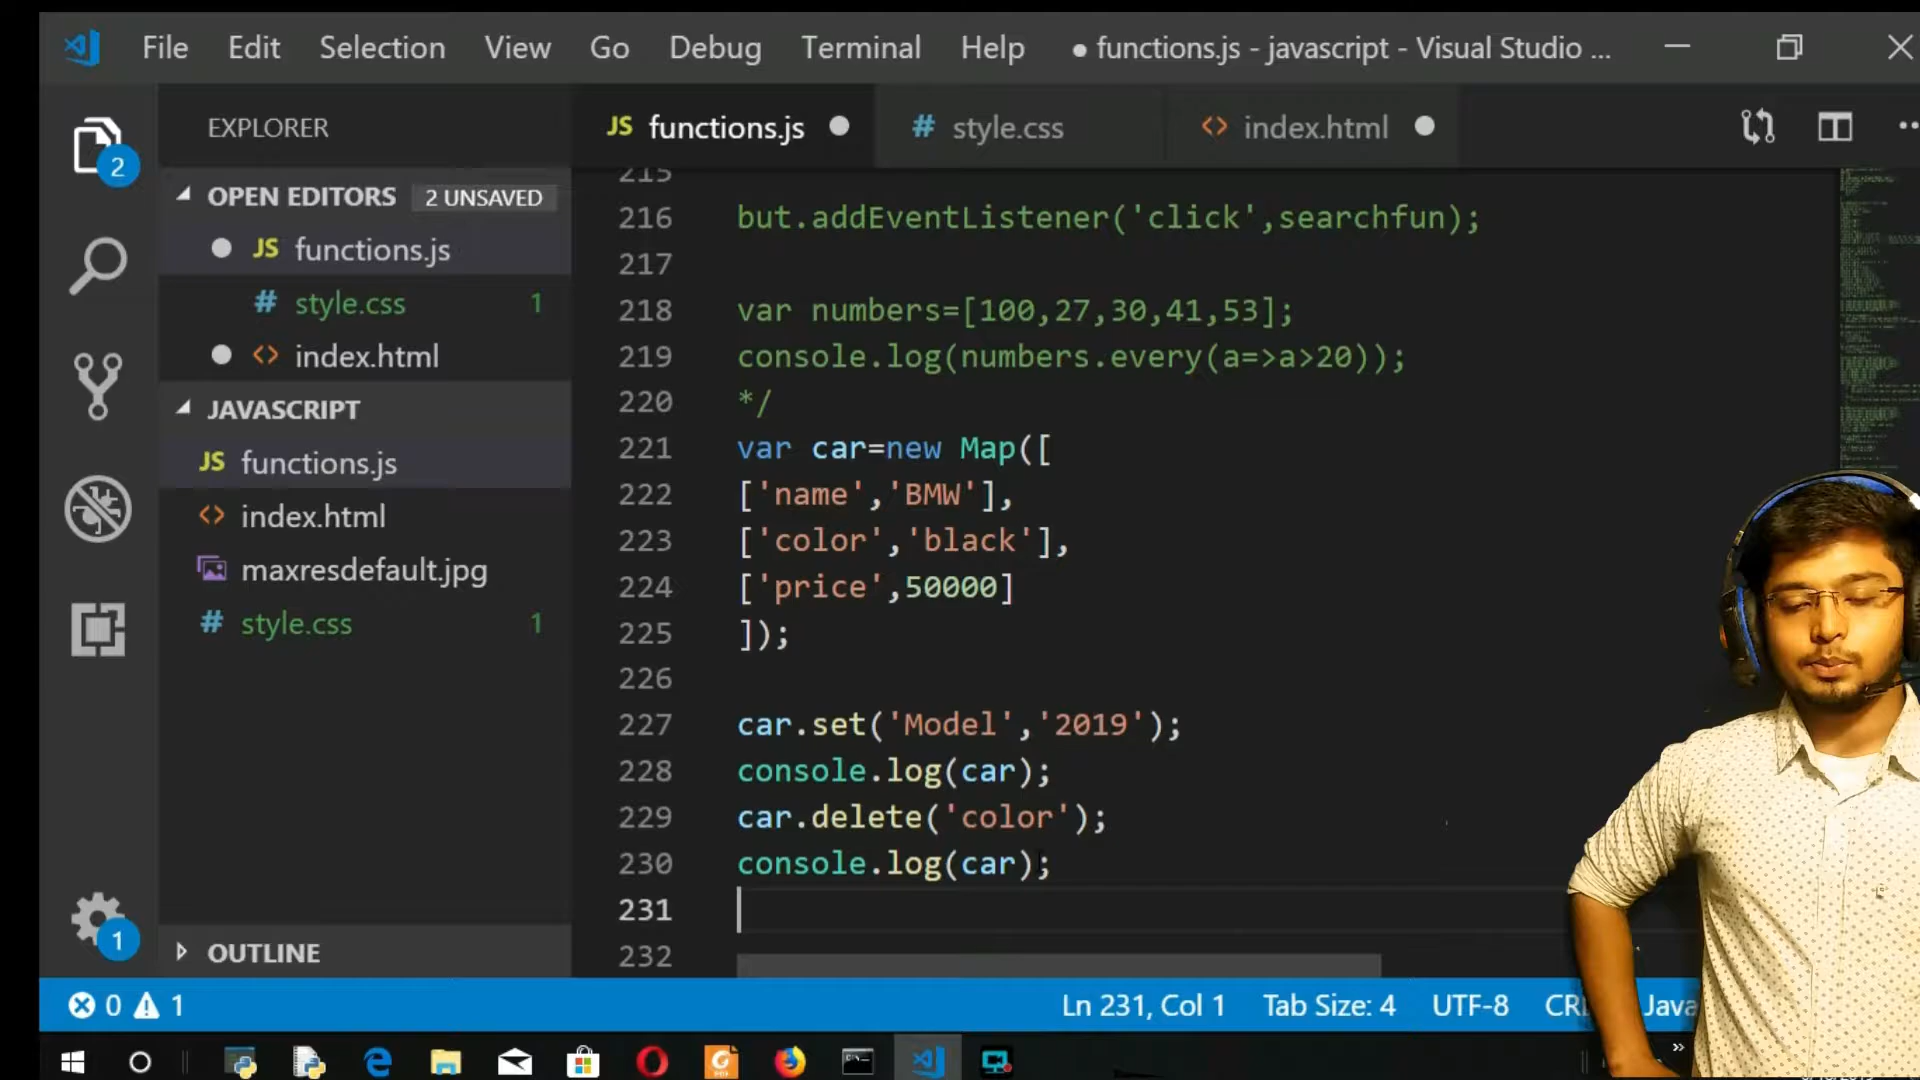 File Edit Selection View Go Debug Terminal Help ● functions.js - javascript - Visual Studio ...
EXPLORER
JS functions.js
# style.css
<> index.html
2
OPEN EDITORS 2 UNSAVED
JS functions.js
# style.css 1
<> index.html
JAVASCRIPT
JS functions.js
<> index.html
maxresdefault.jpg
# style.css 1
OUTLINE
1
215
216 but.addEventListener('click',searchfun);
217
218 var numbers=[100,27,30,41,53];
219 console.log(numbers.every(a=>a>20));
220 */
221 var car=new Map([
222 ['name','BMW'],
223 ['color','black'],
224 ['price',50000]
225 ]);
226
227 car.set('Model','2019');
228 console.log(car);
229 car.delete('color');
230 console.log(car);
231
232
0 1 Ln 231, Col 1 Tab Size: 4 UTF-8